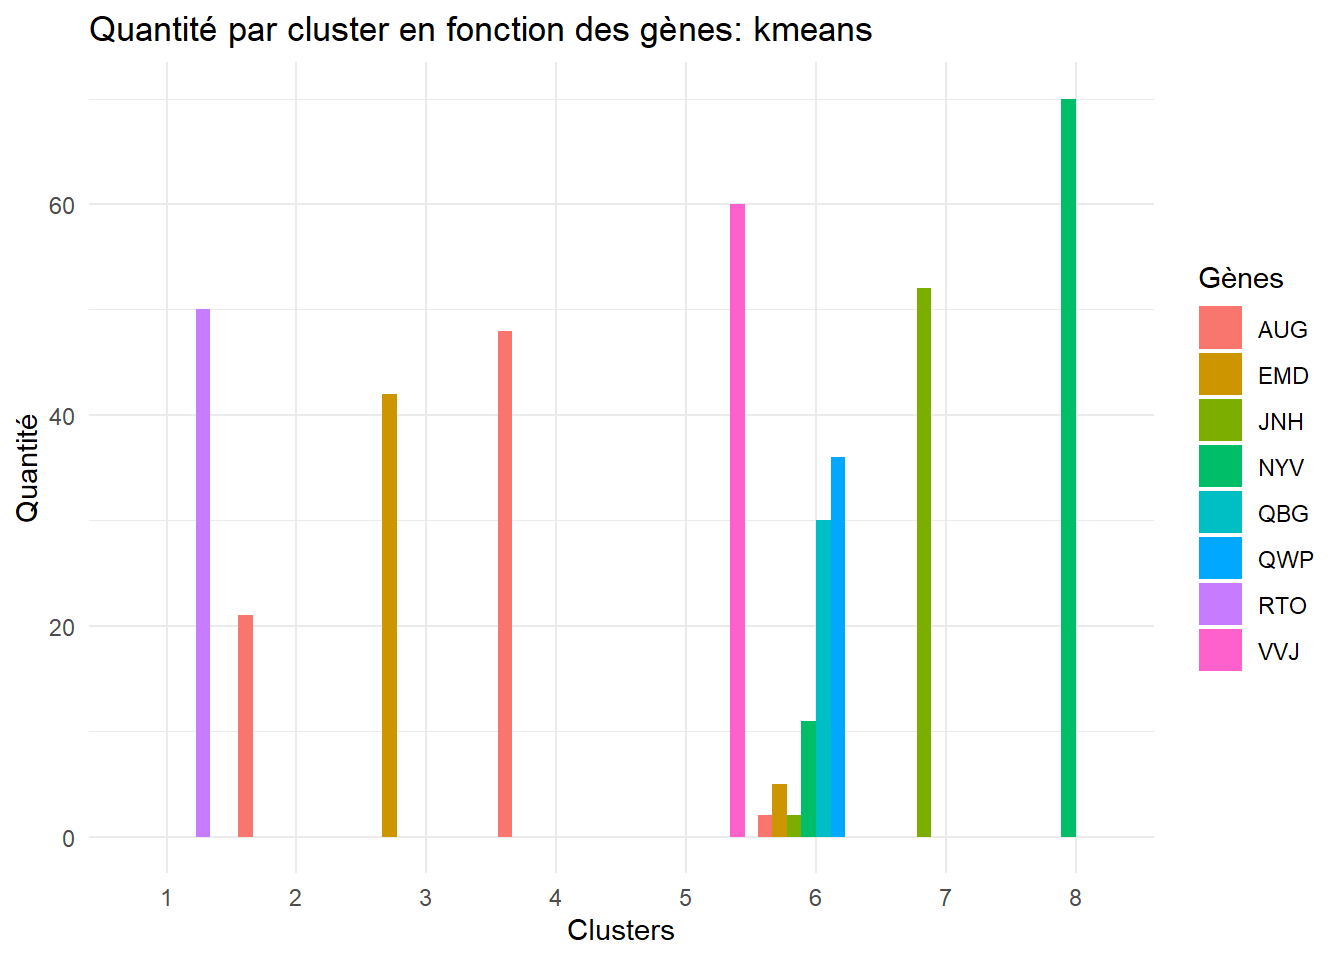 Quantité par cluster en fonction des gènes: kmeans
Quantité
60
40
20
0
1 2 3 4 5 6 7 8
Clusters
Gènes
AUG
EMD
JNH
NYV
QBG
QWP
RTO
VVJ